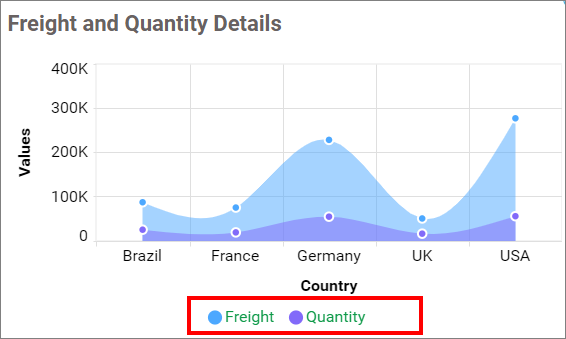 Freight and Quantity Details
400K
300K
200K
100K
0
Values
Brazil France Germany UK USA
Country
Freight Quantity